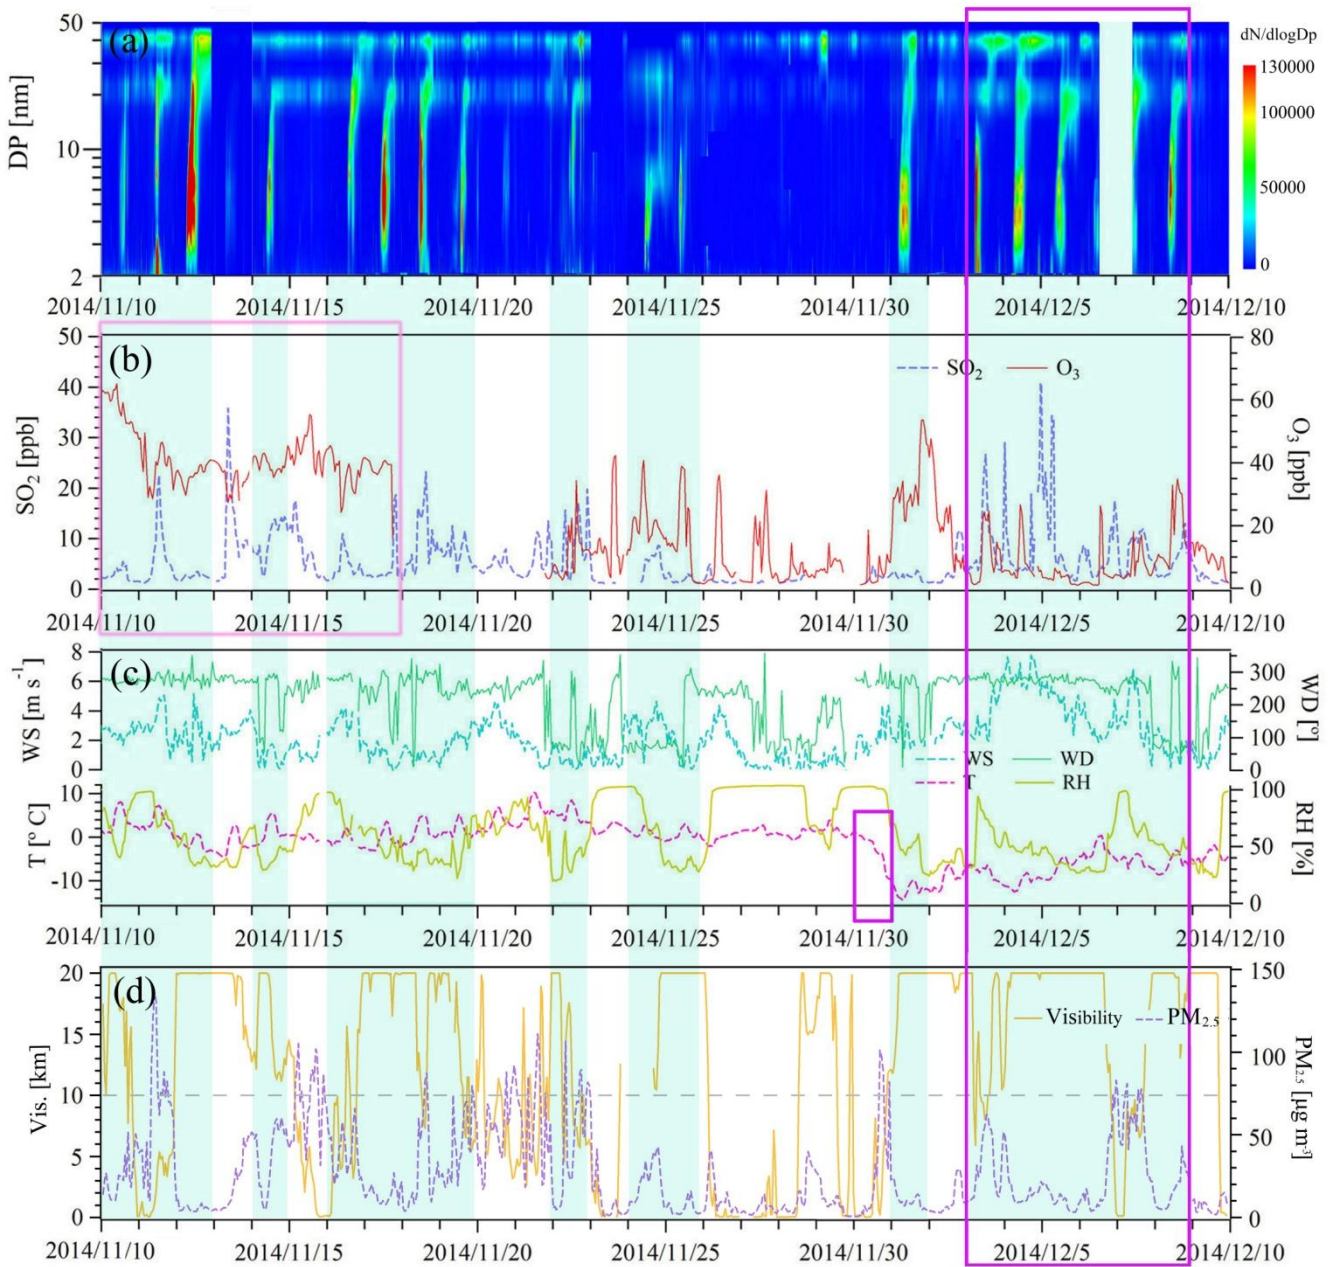 50
(a)
dN/dlogDp
130000
DP [nm]
100000
10
50000
0
2
2014/11/10 2014/11/15 2014/11/20 2014/11/25 2014/11/30 2014/12/5 2014/12/10
50 80
(b)
SO2 O3
40 60
SO2 [ppb]
30
40
O3 [ppb]
20
20
10
0 0
2014/11/10 2014/11/15 2014/11/20 2014/11/25 2014/11/30 2014/12/5 2014/12/10
8
(c)
300
6
WS [m s-1]
200
WD [°]
4
100
2
WS WD
0 0
T RH
10 100
T [° C]
0 50
RH [%]
-10
0
2014/11/10 2014/11/15 2014/11/20 2014/11/25 2014/11/30 2014/12/5 2014/12/10
20 150
(d)
Visibility PM2.5
15
100
Vis. [km]
10
PM2.5 [µg m-3]
50
5
0 0
2014/11/10 2014/11/15 2014/11/20 2014/11/25 2014/11/30 2014/12/5 2014/12/10